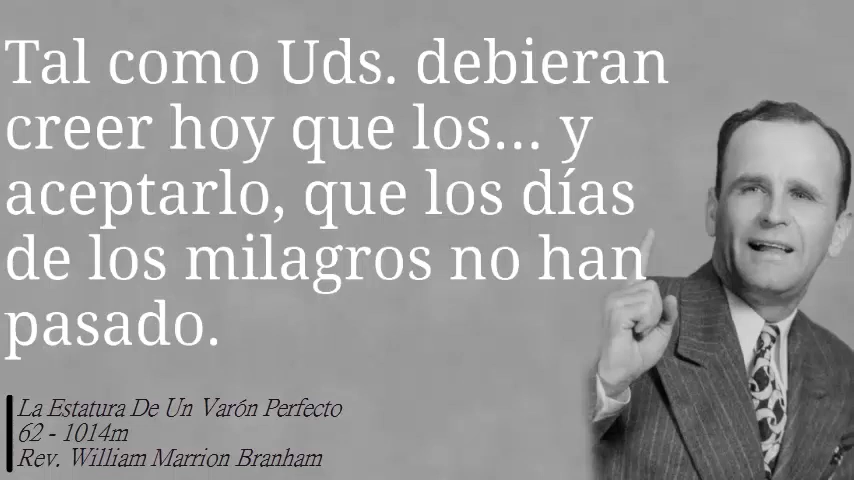 Tal como Uds. debieran
creer hoy que los... y
aceptarlo, que los días
de los milagros no han
pasado.
La Estatura De Un Varón Perfecto
62 - 1014m
Rev. William Marrion Branham